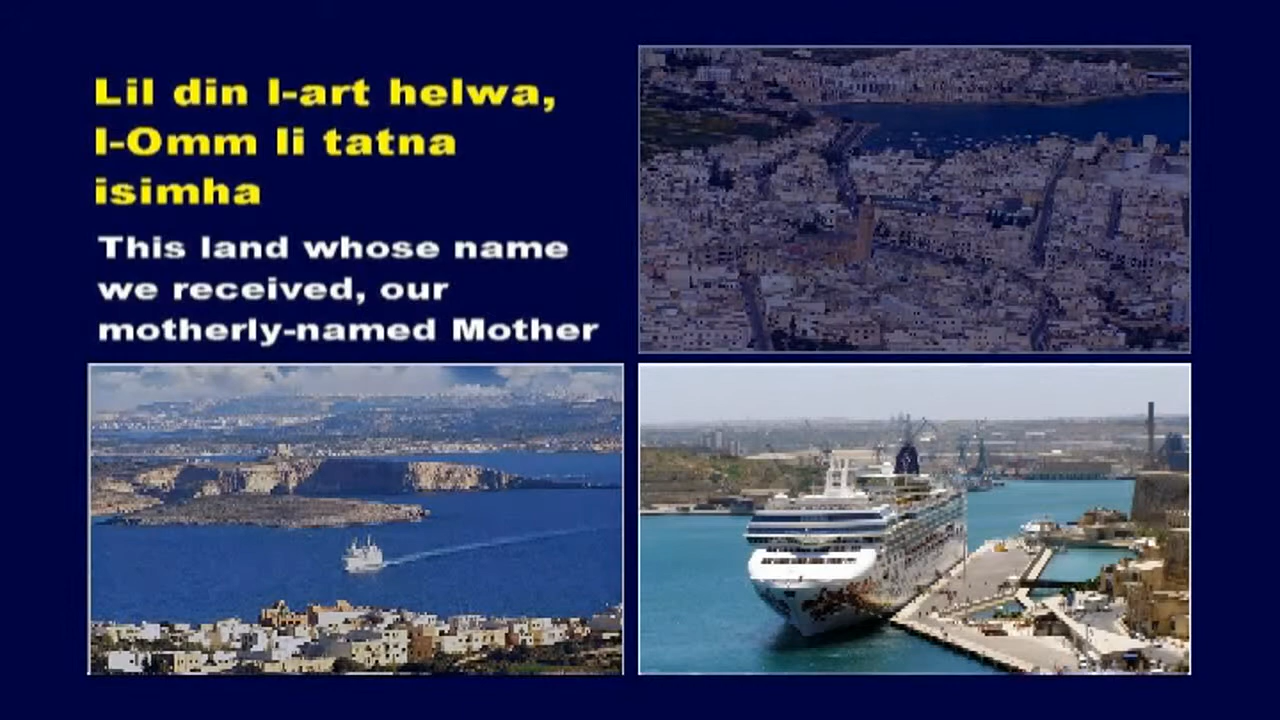 Lil din l-art helwa,
l-Omm li tatna
isimha
This land whose name
we received, our
motherly-named Mother